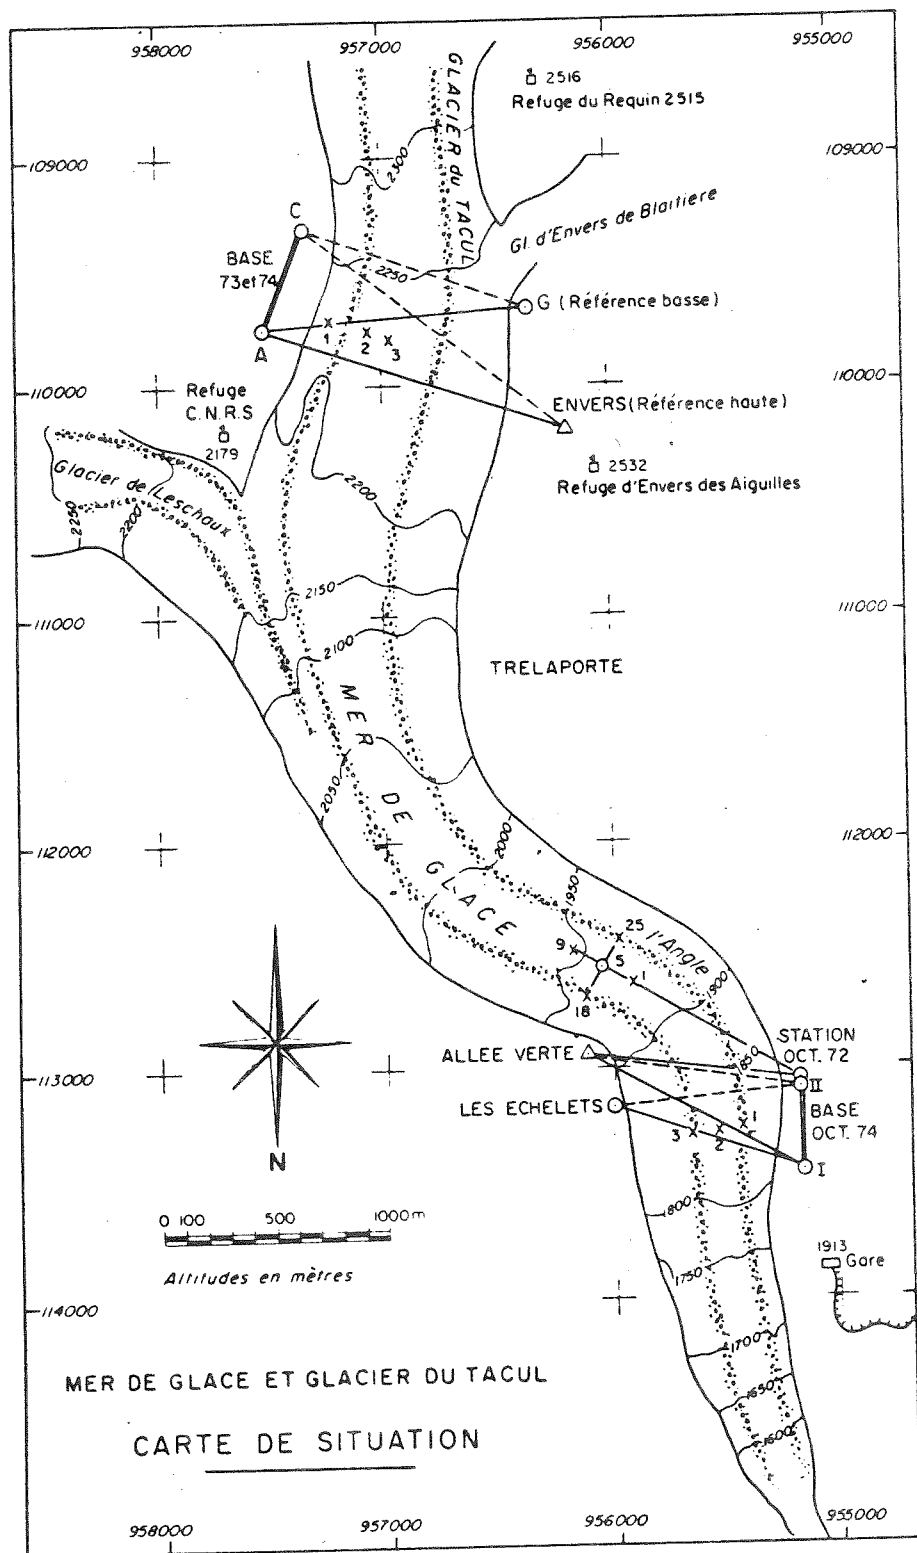 958000 957000 956000 955000
GLACIER du TACUL
2516
Refuge du Requin 2515
109000 109000
2300
C
Gl. d'Envers de Blaitiere
BASE
73 et 74
2250
G (Référence basse)
A
1 2 3
110000 110000
Refuge
C.N.R.S
2179
ENVERS (Référence haute)
2532
Refuge d'Envers des Aiguilles
Glacier de Leschaux
2250 2200
2200
2150
111000 111000
2100
TRELAPORTE
MER DE GLACE
2050
112000 112000
2000
1950
25
l'Angle
9 5 1
18
1900
STATION
OCT. 72
ALLEE VERTE
1850
113000 113000
II
LES ECHELETS
BASE
OCT. 74
3 2 1
I
N
1800
0 100 500 1000m
1913
Gare
1750
Altitudes en mètres
114000
1700
MER DE GLACE ET GLACIER DU TACUL
1650
CARTE DE SITUATION
1600
958000 957000 956000 955000